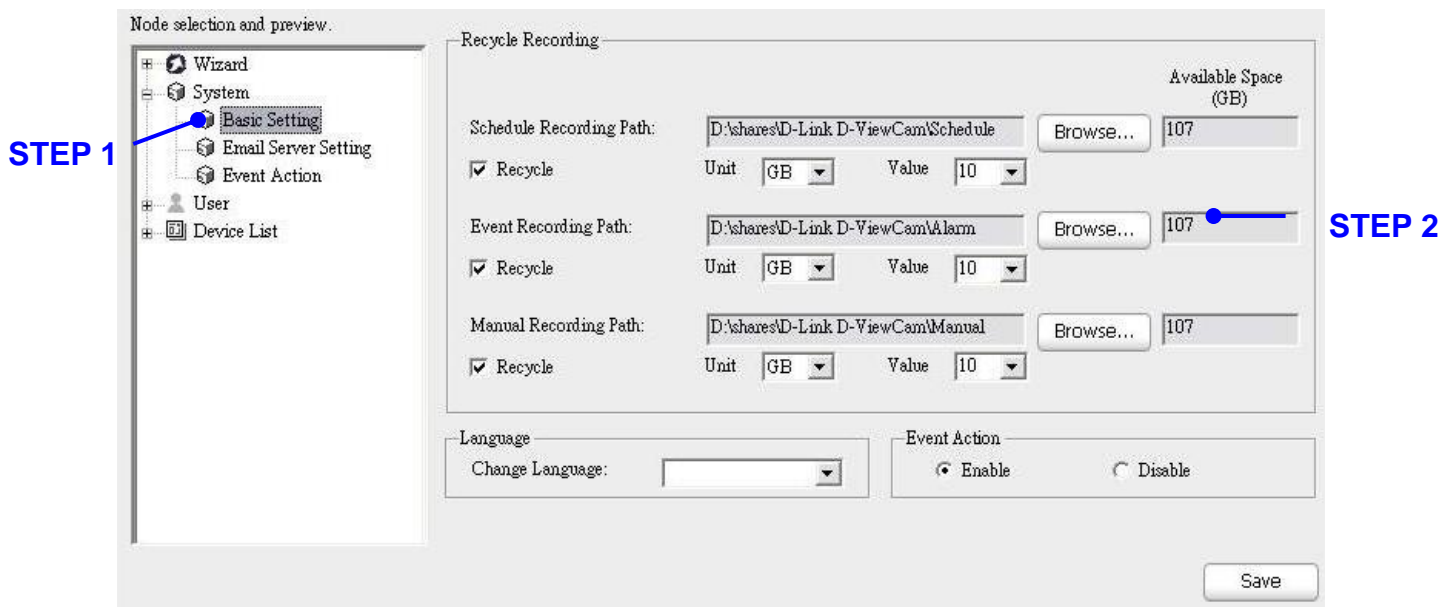 Node selection and preview.
Wizard
System
Basic Setting
Email Server Setting
Event Action
User
Device List
STEP 1
Recycle Recording
Available Space
(GB)
Schedule Recording Path: D:\shares\D-Link D-ViewCam\Schedule Browse... 107
Recycle Unit GB Value 10
Event Recording Path: D:\shares\D-Link D-ViewCam\Alarm Browse... 107
STEP 2
Recycle Unit GB Value 10
Manual Recording Path: D:\shares\D-Link D-ViewCam\Manual Browse... 107
Recycle Unit GB Value 10
Language
Change Language:
Event Action
Enable Disable
Save